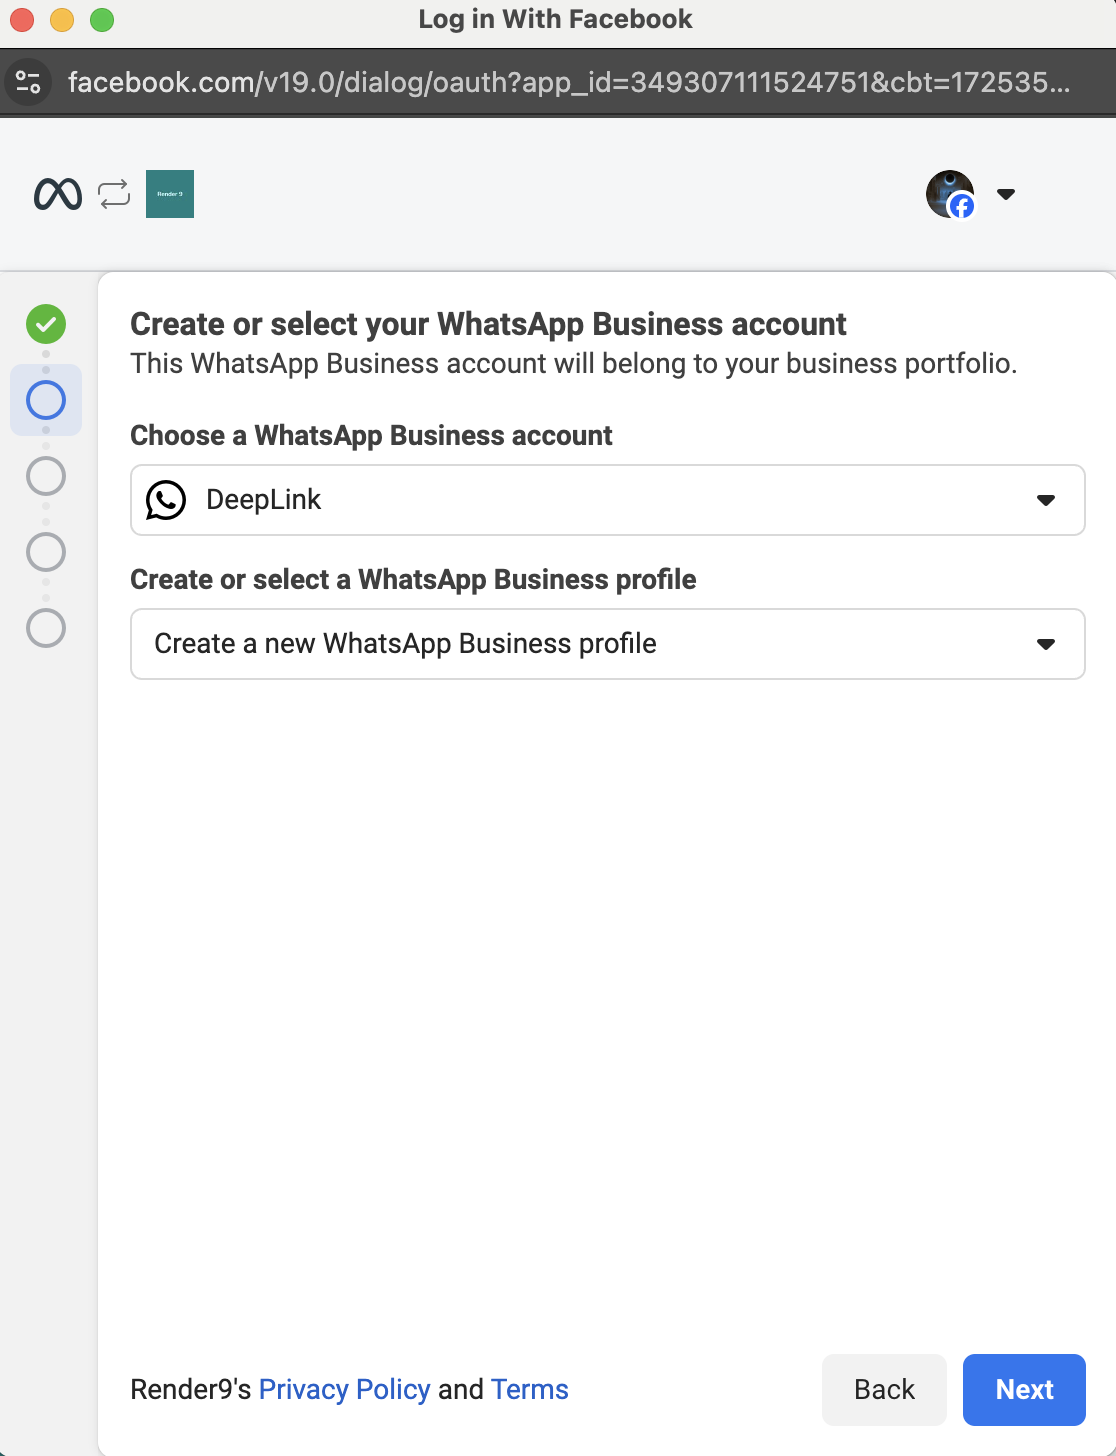 Log in With Facebook
facebook.com/v19.0/dialog/oauth?app_id=349307111524751&cbt=172535...
Render 9
Create or select your WhatsApp Business account
This WhatsApp Business account will belong to your business portfolio.
Choose a WhatsApp Business account
DeepLink
Create or select a WhatsApp Business profile
Create a new WhatsApp Business profile
Render9's Privacy Policy and Terms
Back
Next